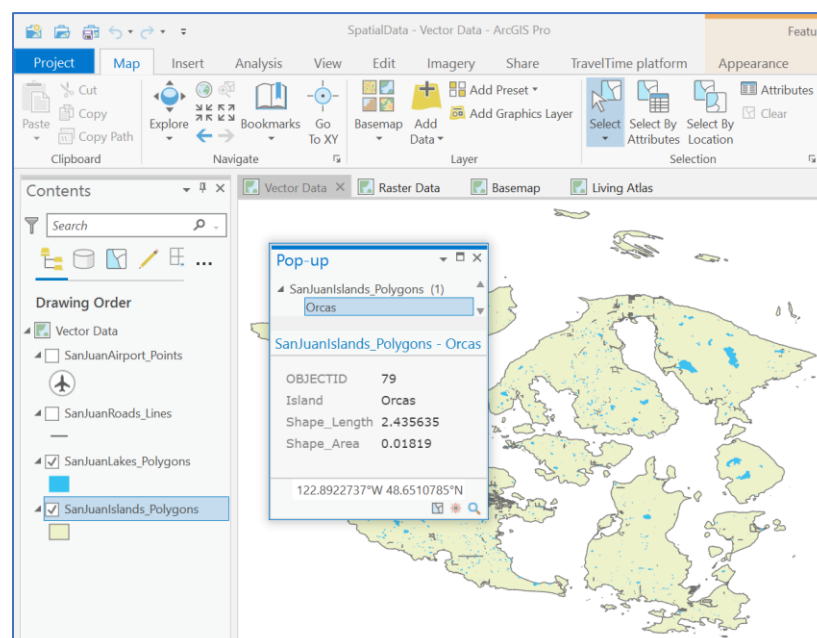 SpatialData - Vector Data - ArcGIS Pro
Featu
Project Map Insert Analysis View Edit Imagery Share TravelTime platform Appearance
Paste
Cut
Copy
Copy Path
Clipboard
Explore
Bookmarks
Go
To XY
Navigate
Basemap
Add
Data
Add Preset
Add Graphics Layer
Layer
Select
Select By
Attributes
Select By
Location
Attributes
Clear
Selection
Contents
Vector Data Raster Data Basemap Living Atlas
Search
Drawing Order
Vector Data
SanJuanAirport_Points
SanJuanRoads_Lines
SanJuanLakes_Polygons
SanJuanIslands_Polygons
Pop-up
SanJuanIslands_Polygons (1)
Orcas
SanJuanIslands_Polygons - Orcas
OBJECTID 79
Island Orcas
Shape_Length 2.435635
Shape_Area 0.01819
122.8922737°W 48.6510785°N